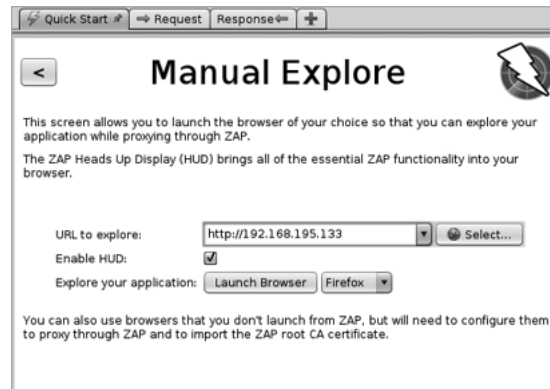 Quick Start Request Response
<
Manual Explore
This screen allows you to launch the browser of your choice so that you can explore your
application while proxying through ZAP.
The ZAP Heads Up Display (HUD) brings all of the essential ZAP functionality into your
browser.
URL to explore: http://192.168.195.133 Select...
Enable HUD:
Explore your application: Launch Browser Firefox
You can also use browsers that you don't launch from ZAP, but will need to configure them
to proxy through ZAP and to import the ZAP root CA certificate.